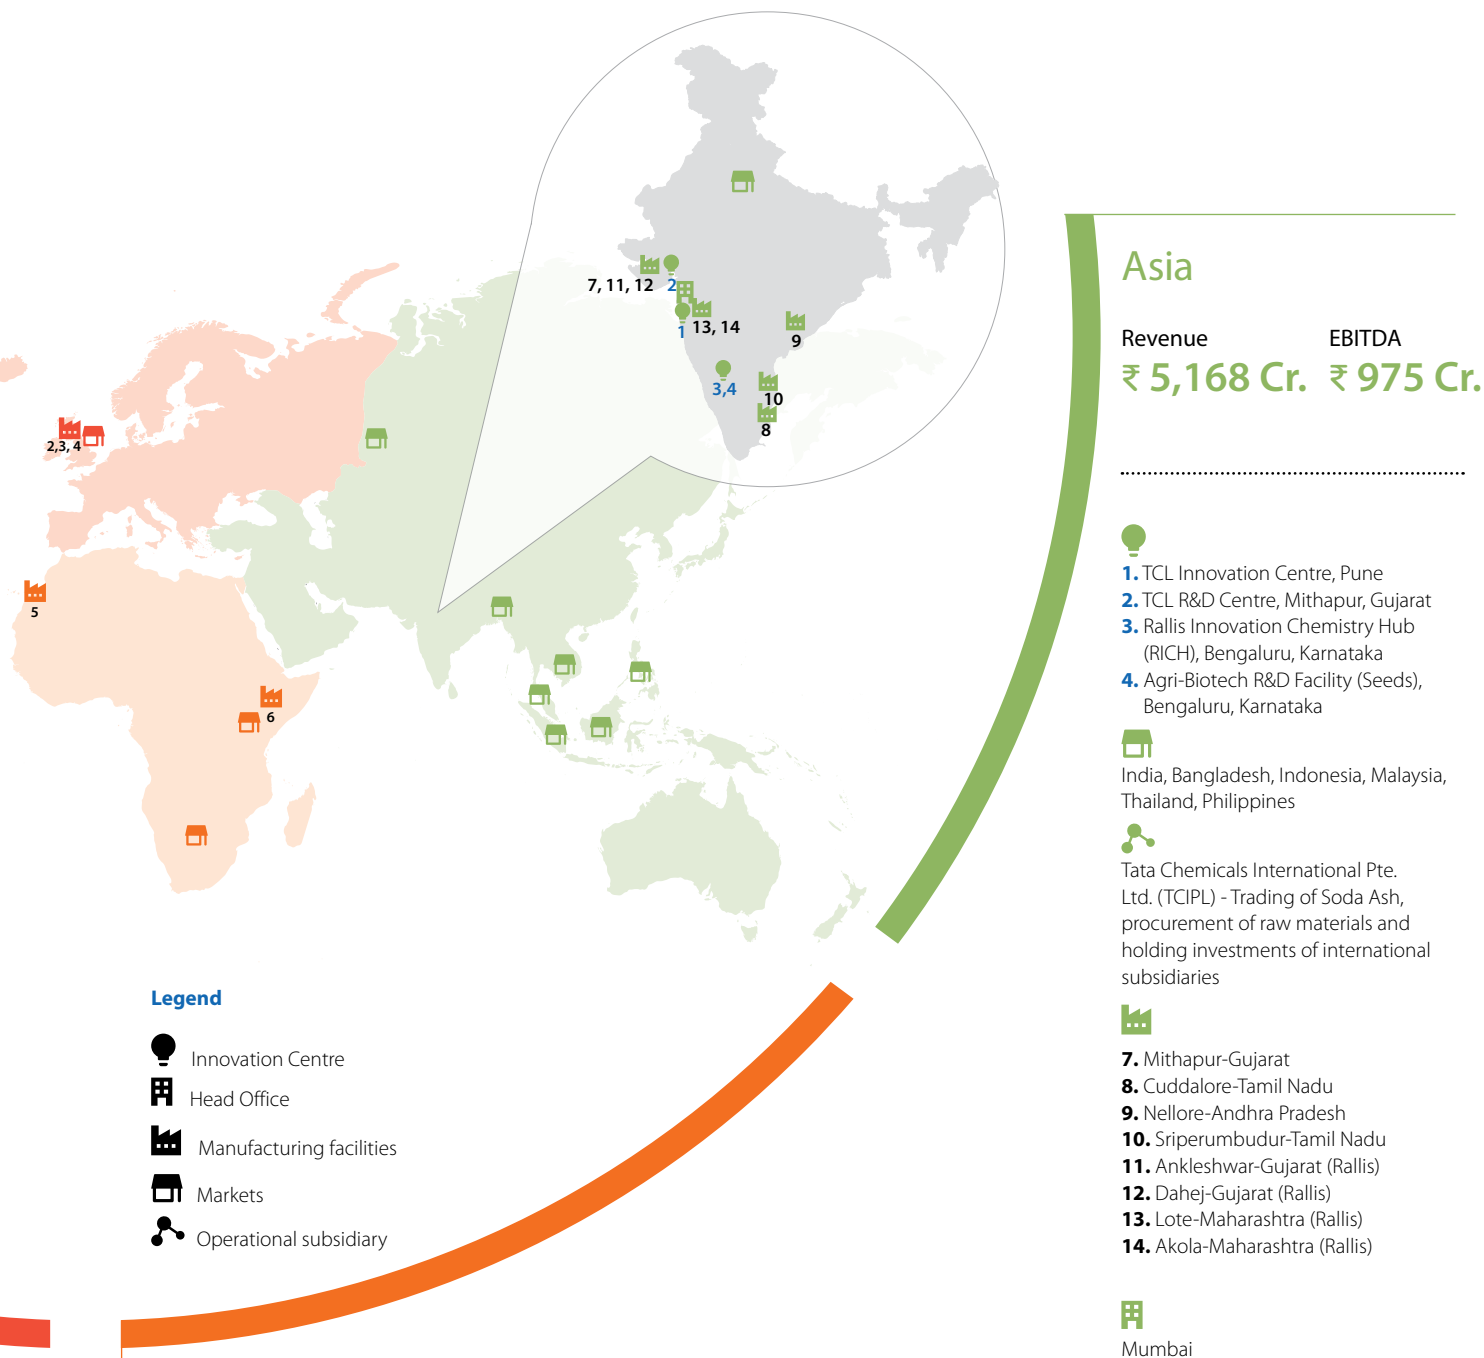 7, 11, 12
2
1
13, 14
9
3,4
10
8
2,3, 4
5
6
Legend
Innovation Centre
Head Office
Manufacturing facilities
Markets
Operational subsidiary
Asia
Revenue
EBITDA
₹ 5,168 Cr.
₹ 975 Cr.
1. TCL Innovation Centre, Pune
2. TCL R&D Centre, Mithapur, Gujarat
3. Rallis Innovation Chemistry Hub
(RICH), Bengaluru, Karnataka
4. Agri-Biotech R&D Facility (Seeds),
Bengaluru, Karnataka
India, Bangladesh, Indonesia, Malaysia,
Thailand, Philippines
Tata Chemicals International Pte.
Ltd. (TCIPL) - Trading of Soda Ash,
procurement of raw materials and
holding investments of international
subsidiaries
7. Mithapur-Gujarat
8. Cuddalore-Tamil Nadu
9. Nellore-Andhra Pradesh
10. Sriperumbudur-Tamil Nadu
11. Ankleshwar-Gujarat (Rallis)
12. Dahej-Gujarat (Rallis)
13. Lote-Maharashtra (Rallis)
14. Akola-Maharashtra (Rallis)
Mumbai